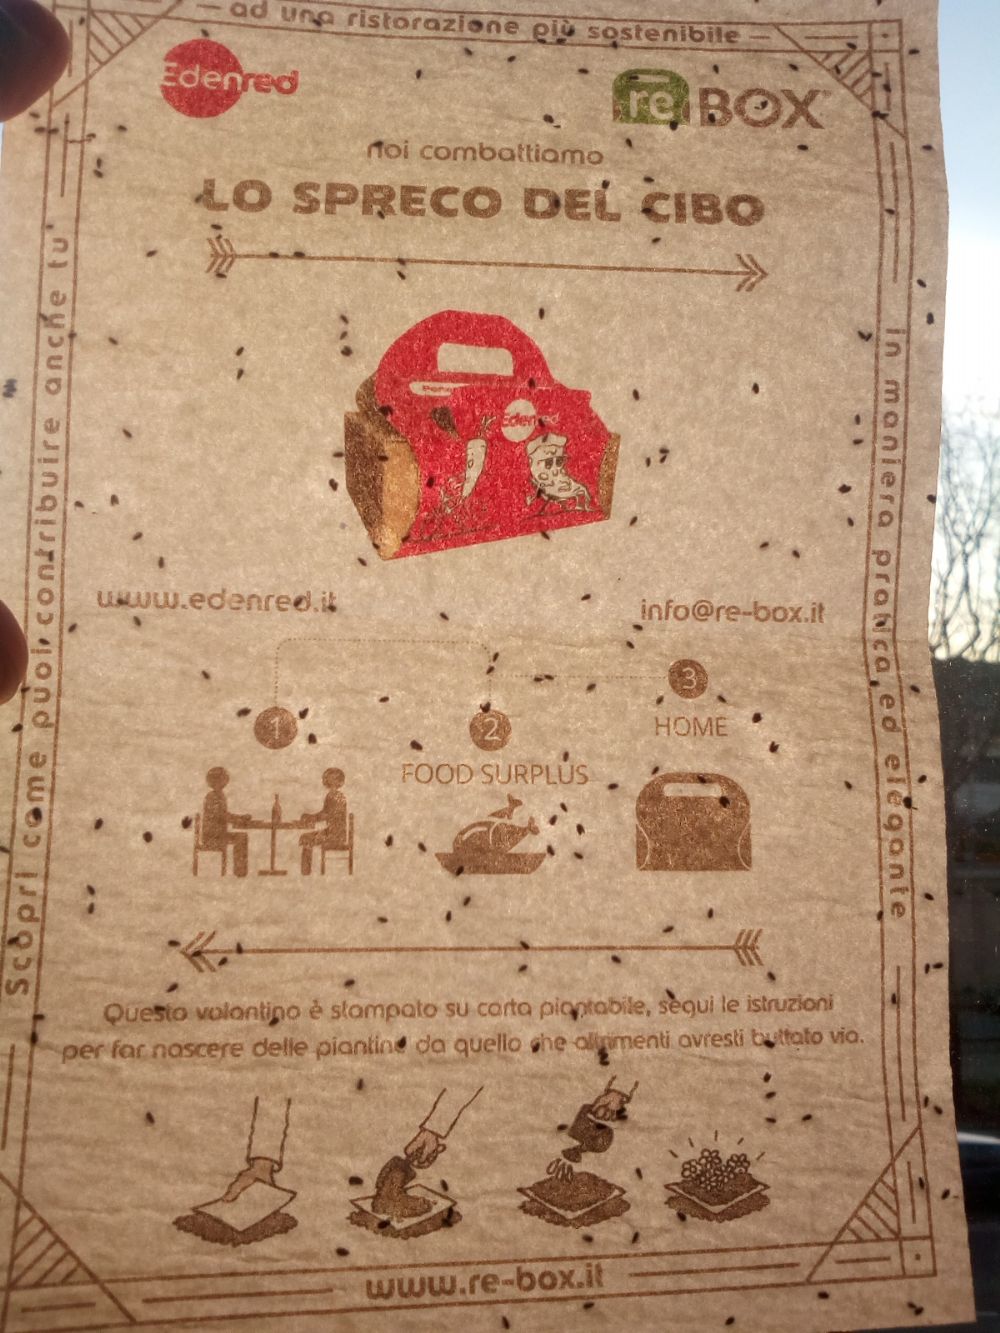 ad una ristorazione più sostenibile
Edenred
re BOX
noi combattiamo
LO SPRECO DEL CIBO
Edenred
www.edenred.it
info@re-box.it
1
2
3
HOME
FOOD SURPLUS
Questo volantino è stampato su carta piantabile, segui le istruzioni
per far nascere delle piantine da quello che altrimenti avresti buttato via.
www.re-box.it
Scopri come puoi contribuire anche tu
in maniera pratica ed elegante